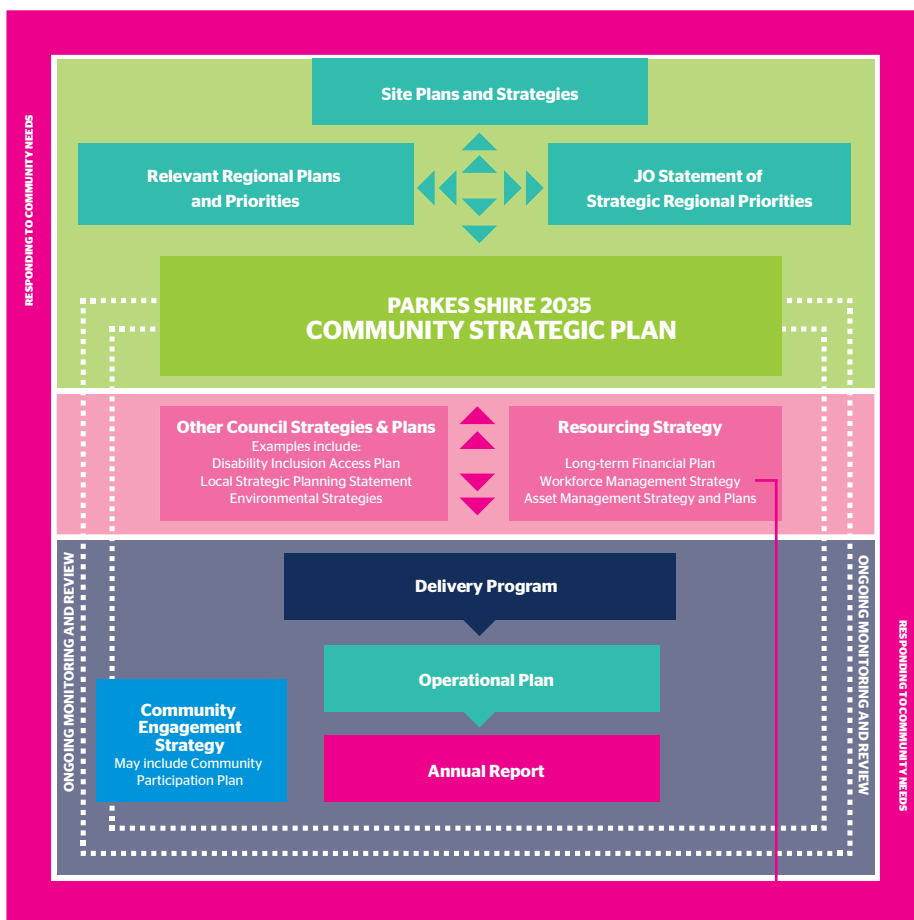 RESPONDING TO COMMUNITY NEEDS
Site Plans and Strategies
Relevant Regional Plans
and Priorities
JO Statement of
Strategic Regional Priorities
PARKES SHIRE 2035
COMMUNITY STRATEGIC PLAN
Other Council Strategies & Plans
Examples include:
Disability Inclusion Access Plan
Local Strategic Planning Statement
Environmental Strategies
Resourcing Strategy
Long-term Financial Plan
Workforce Management Strategy
Asset Management Strategy and Plans
ONGOING MONITORING AND REVIEW
Delivery Program
Operational Plan
Annual Report
Community
Engagement
Strategy
May include Community
Participation Plan
ONGOING MONITORING AND REVIEW
RESPONDING TO COMMUNITY NEEDS